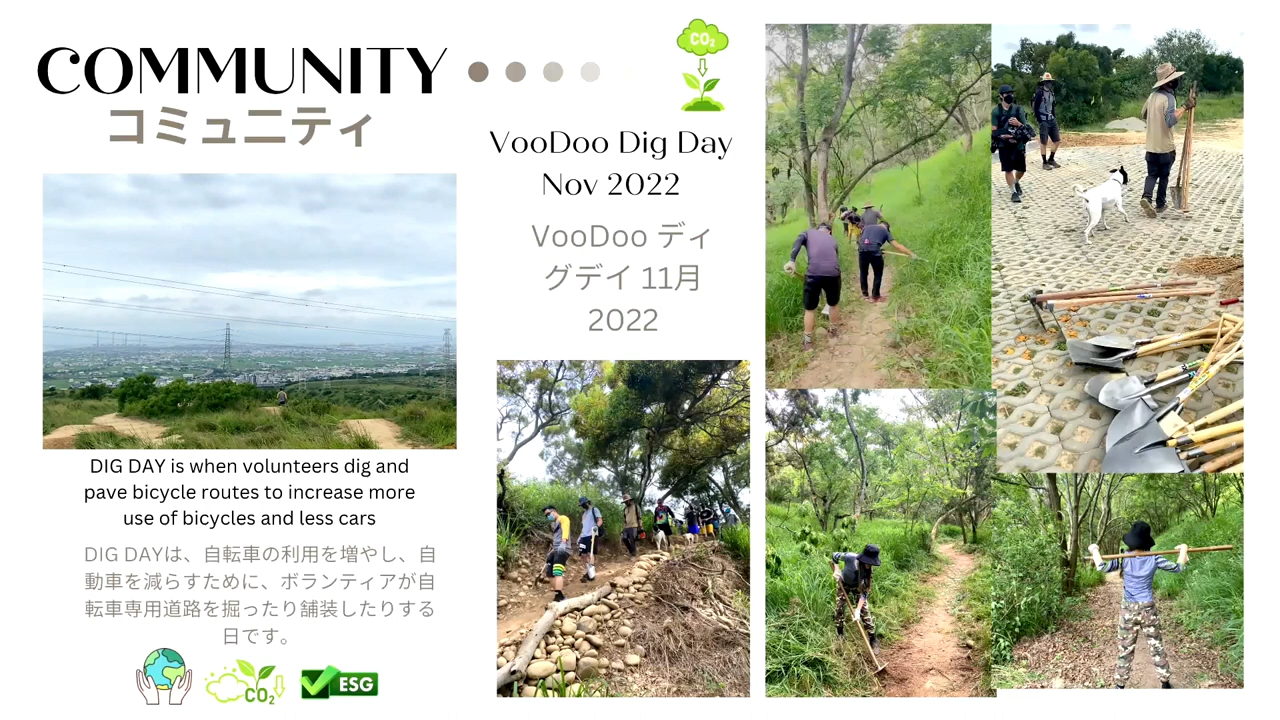 COMMUNITY
コミュニティ
CO₂
VooDoo Dig Day
Nov 2022
VooDoo ディ
グデイ 11月
2022
DIG DAY is when volunteers dig and
pave bicycle routes to increase more
use of bicycles and less cars
DIG DAYは、自転車の利用を増やし、自
動車を減らすために、ボランティアが自
転車専用道路を掘ったり舗装したりする
日です。
CO₂
ESG